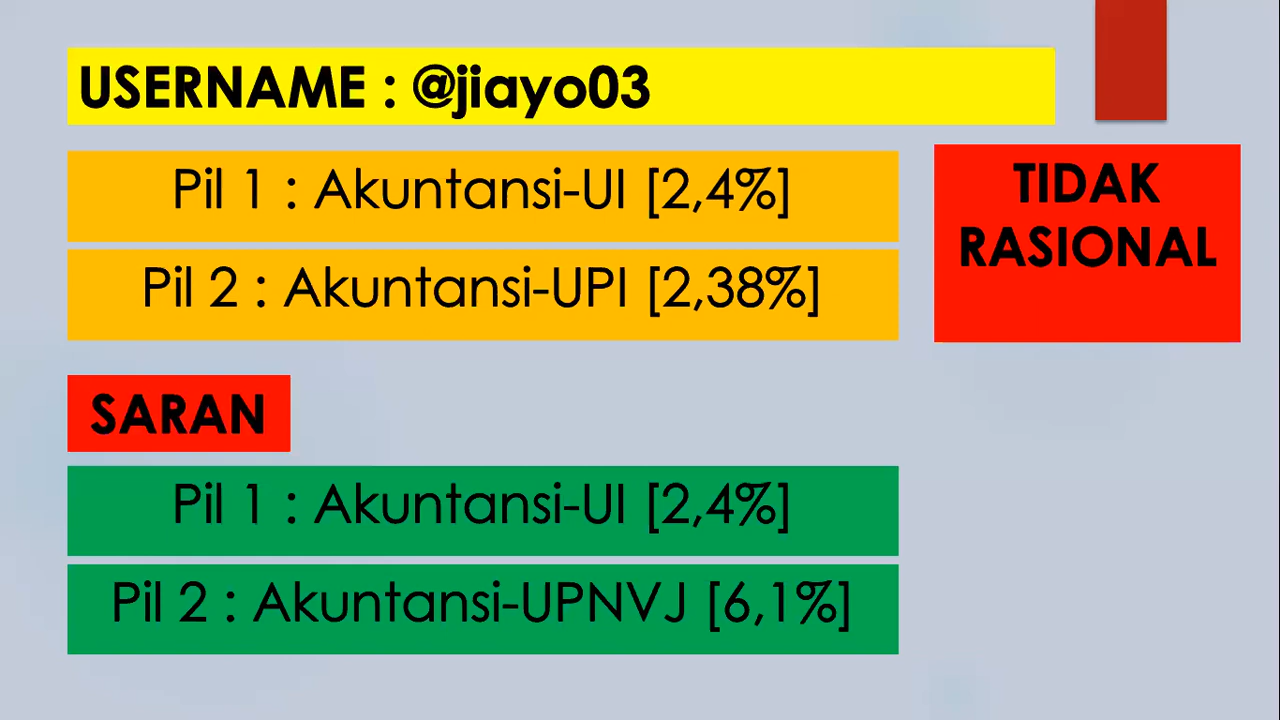 USERNAME : @jiayo03
Pil 1 : Akuntansi-UI [2,4%]
Pil 2 : Akuntansi-UPI [2,38%]
TIDAK
RASIONAL
SARAN
Pil 1 : Akuntansi-UI [2,4%]
Pil 2 : Akuntansi-UPNVJ [6,1%]